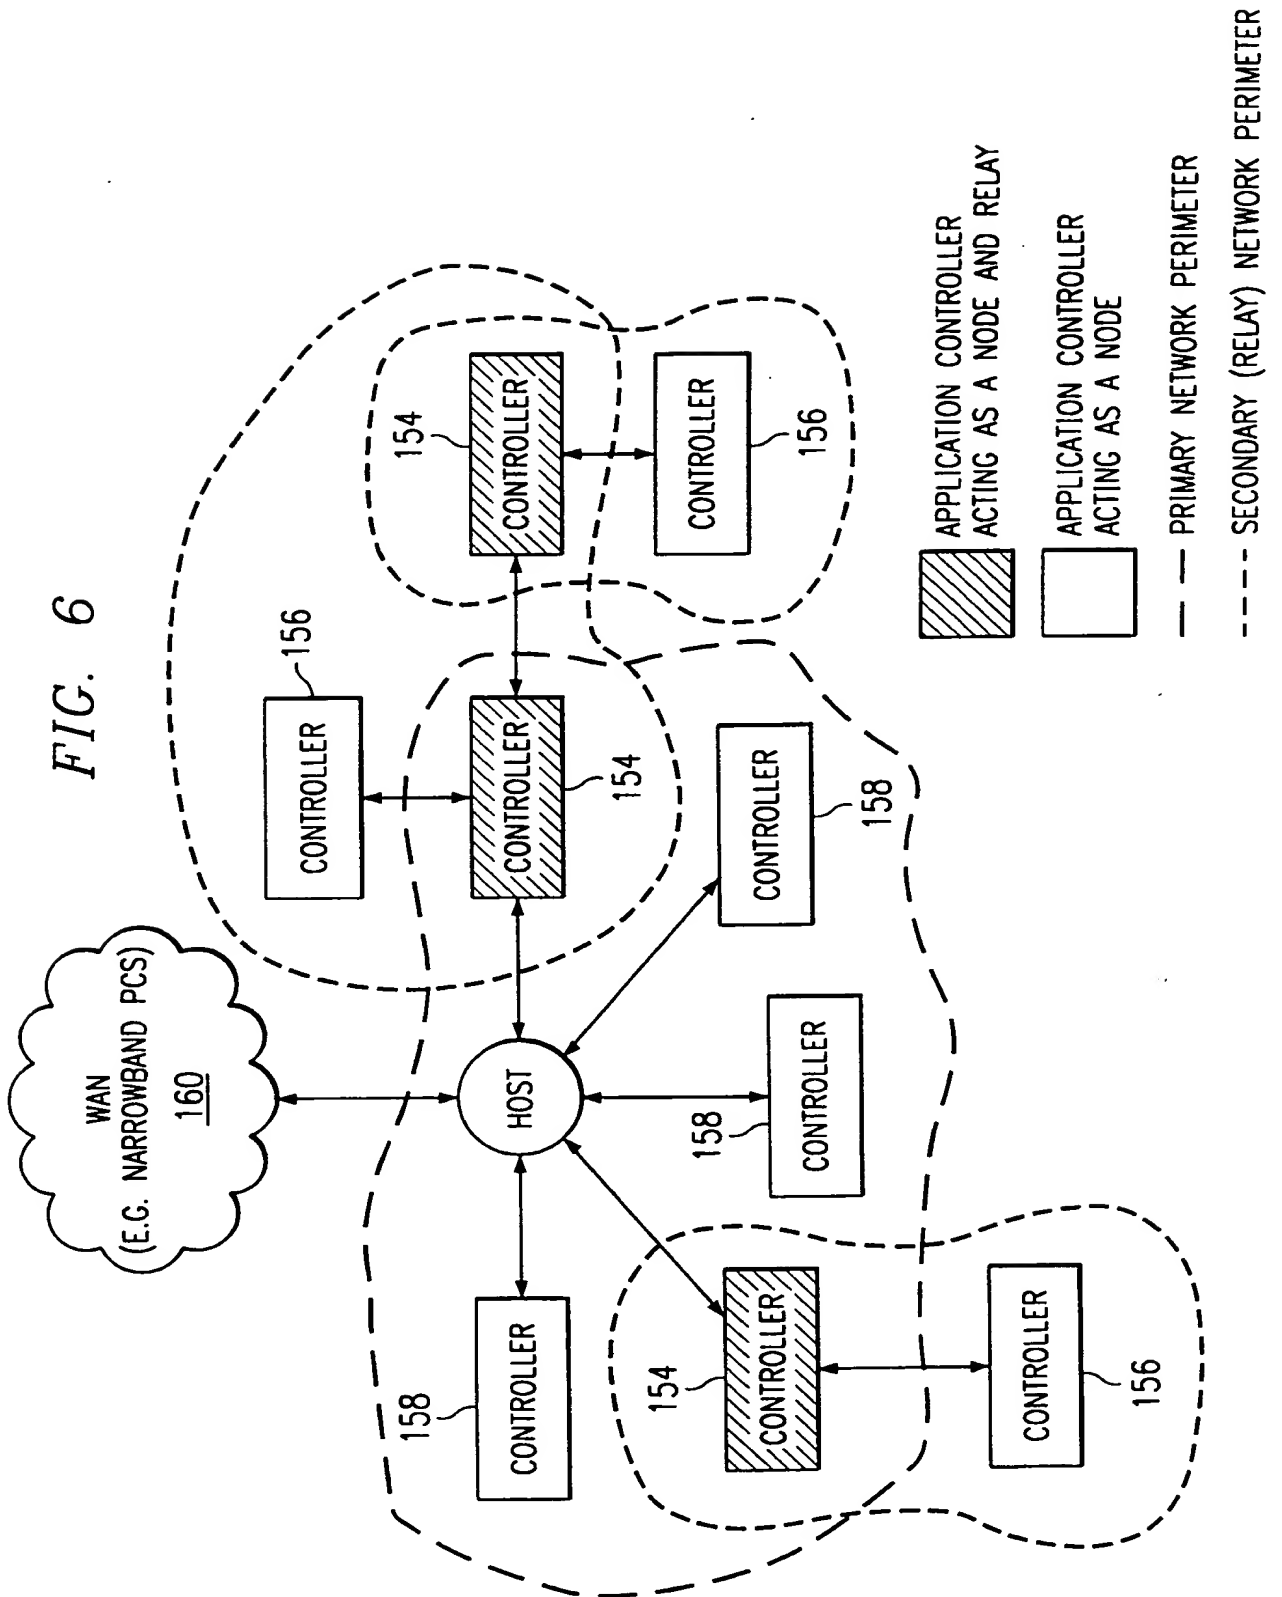 FIG. 6
WAN
(E.G. NARROWBAND PCS)
160
CONTROLLER
156
158
154
CONTROLLER
HOST
CONTROLLER
CONTROLLER
154
154
158
CONTROLLER
CONTROLLER
CONTROLLER
156
CONTROLLER
158
CONTROLLER
156
APPLICATION CONTROLLER
ACTING AS A NODE AND RELAY
APPLICATION CONTROLLER
ACTING AS A NODE
PRIMARY NETWORK PERIMETER
SECONDARY (RELAY) NETWORK PERIMETER